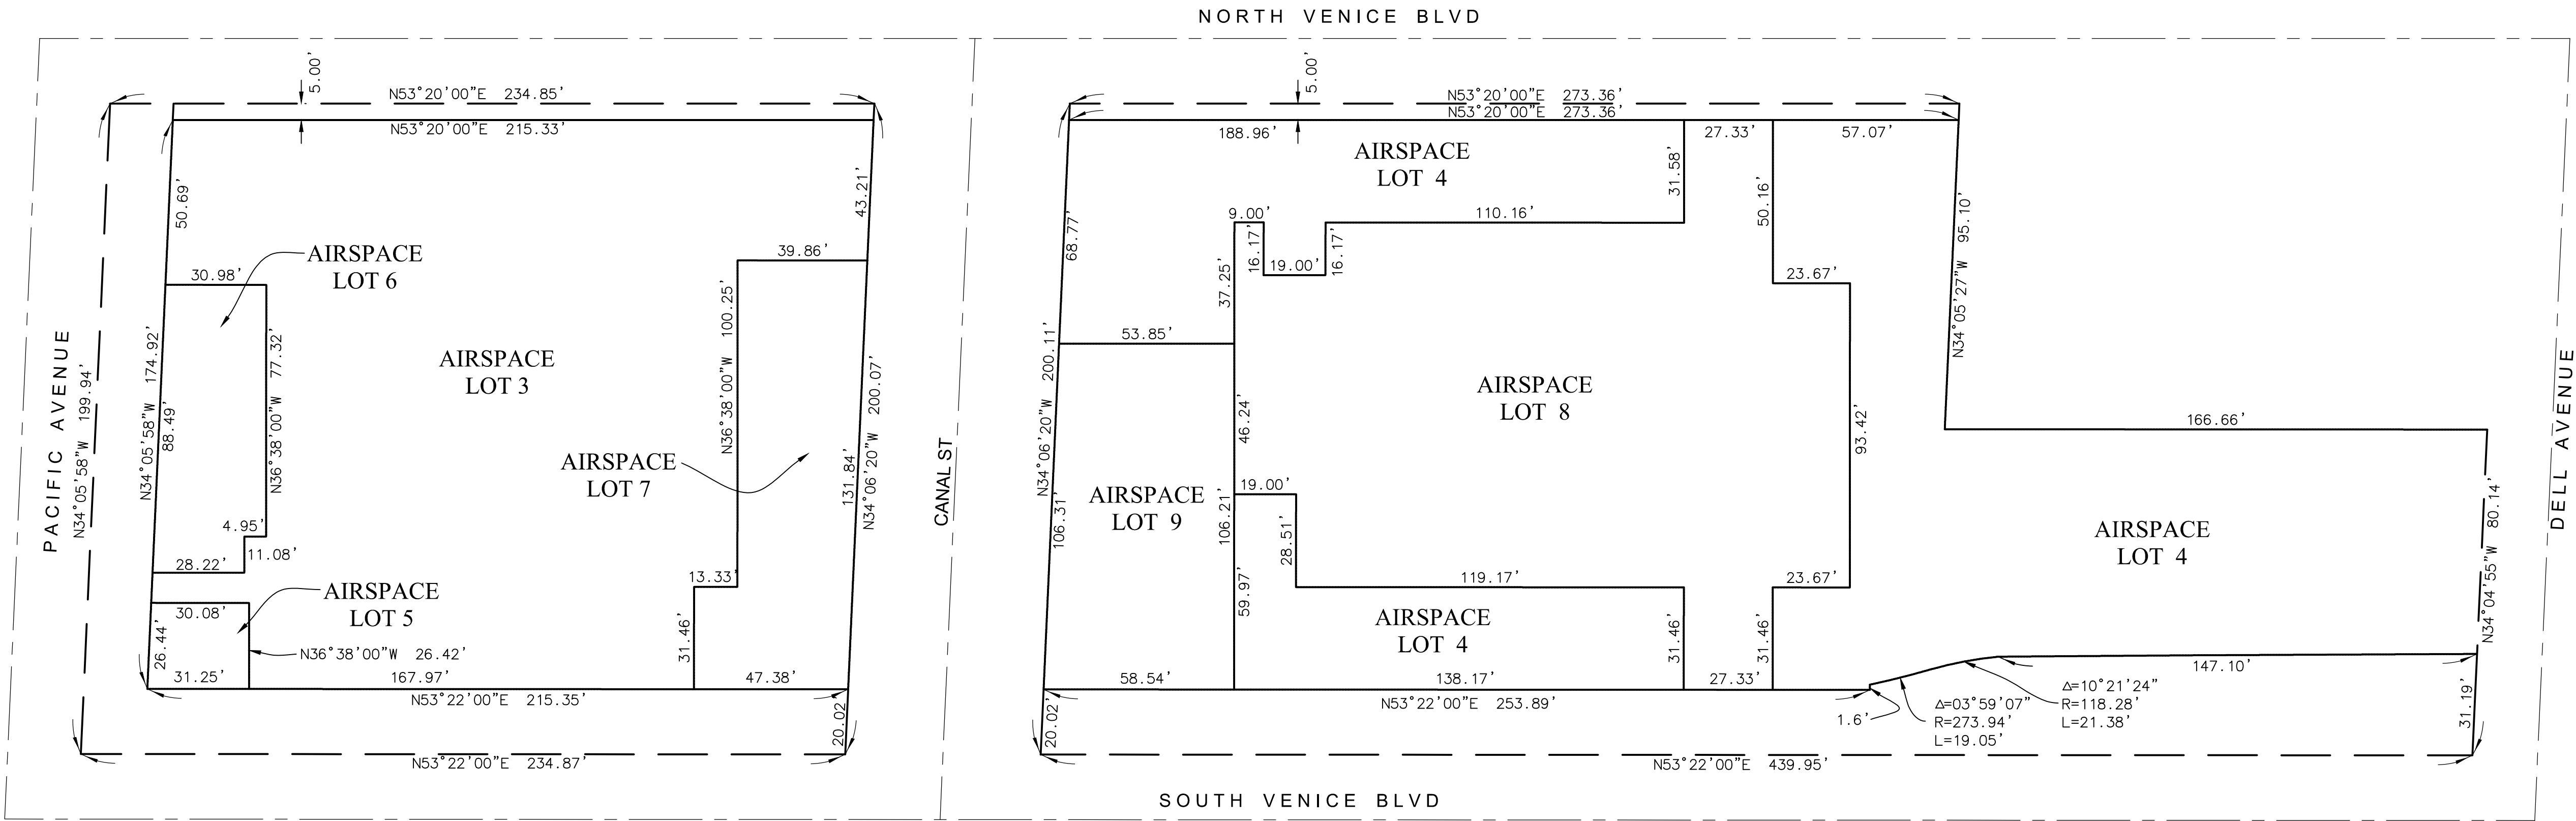 NORTH VENICE BLVD
5.00'
N53°20'00"E 234.85'
N53°20'00"E 215.33'
50.69'
43.21'
AIRSPACE
LOT 6
30.98'
39.86'
PACIFIC AVENUE
N34°05'58"W 199.94'
N34°05'58"W 174.92'
88.49'
N36°38'00"W 77.32'
AIRSPACE
LOT 3
N36°38'00"W 100.25'
AIRSPACE
LOT 7
131.84'
N34°06'20"W 200.07'
4.95'
11.08'
28.22'
13.33'
30.08'
AIRSPACE
LOT 5
26.44'
N36°38'00"W 26.42'
31.46'
31.25'
167.97'
47.38'
N53°22'00"E 215.35'
20.02'
N53°22'00"E 234.87'
CANAL ST
5.00'
N53°20'00"E 273.36'
N53°20'00"E 273.36'
188.96'
27.33'
57.07'
AIRSPACE
LOT 4
31.58'
50.16'
95.10'
N34°05'27"W
68.77'
9.00'
110.16'
16.17'
19.00'
16.17'
37.25'
23.67'
53.85'
N34°06'20"W 200.11'
46.24'
AIRSPACE
LOT 8
93.42'
166.66'
AIRSPACE
LOT 9
106.31'
106.21'
19.00'
28.51'
59.97'
119.17'
23.67'
AIRSPACE
LOT 4
31.46'
31.46'
AIRSPACE
LOT 4
N34°04'55"W 80.14'
DELL AVENUE
58.54'
138.17'
27.33'
N53°22'00"E 253.89'
147.10'
1.6'
Δ=03°59'07"
R=273.94'
L=19.05'
Δ=10°21'24"
R=118.28'
L=21.38'
31.19'
20.02'
N53°22'00"E 439.95'
SOUTH VENICE BLVD